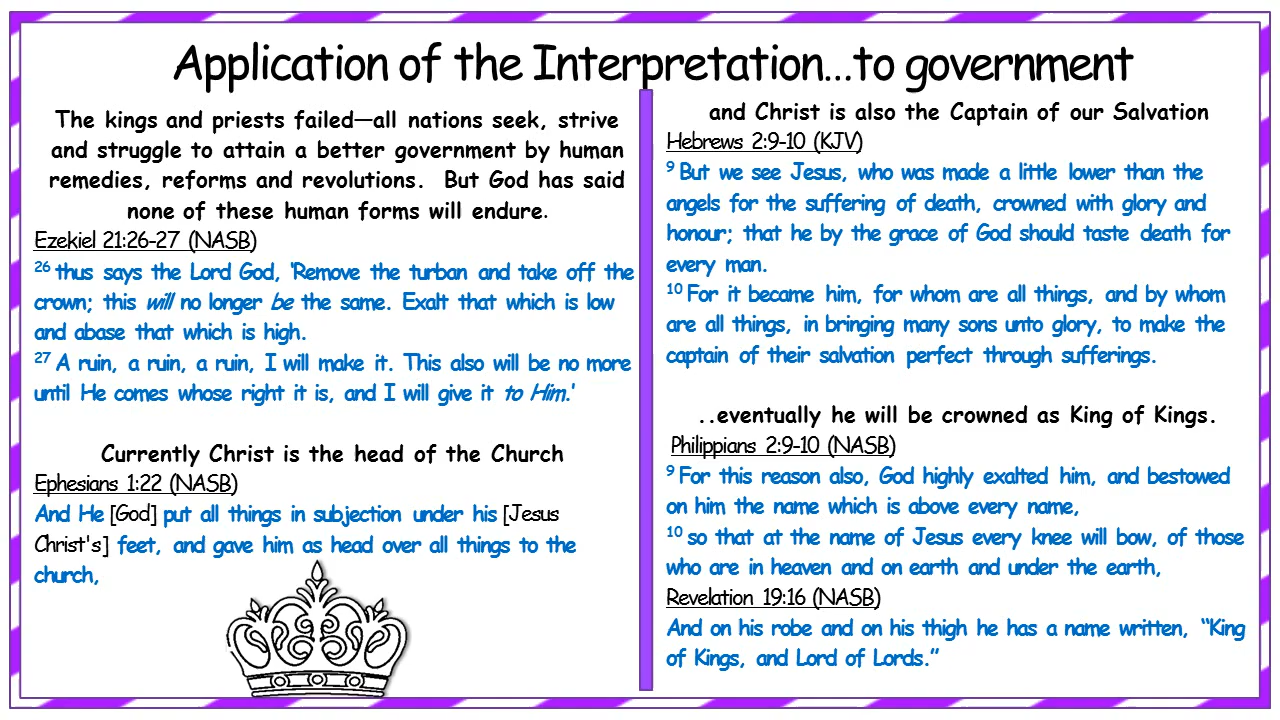 Application of the Interpretation...to government
The kings and priests failed—all nations seek, strive
and struggle to attain a better government by human
remedies, reforms and revolutions.  But God has said
none of these human forms will endure.
Ezekiel 21:26-27 (NASB)
26 thus says the Lord God, ‘Remove the turban and take off the
crown; this will no longer be the same. Exalt that which is low
and abase that which is high.
27 A ruin, a ruin, a ruin, I will make it. This also will be no more
until He comes whose right it is, and I will give it to Him.’
Currently Christ is the head of the Church
Ephesians 1:22 (NASB)
And He [God] put all things in subjection under his [Jesus
Christ's] feet, and gave him as head over all things to the
church,
and Christ is also the Captain of our Salvation
Hebrews 2:9-10 (KJV)
9 But we see Jesus, who was made a little lower than the
angels for the suffering of death, crowned with glory and
honour; that he by the grace of God should taste death for
every man.
10 For it became him, for whom are all things, and by whom
are all things, in bringing many sons unto glory, to make the
captain of their salvation perfect through sufferings.
..eventually he will be crowned as King of Kings.
Philippians 2:9-10 (NASB)
9 For this reason also, God highly exalted him, and bestowed
on him the name which is above every name,
10 so that at the name of Jesus every knee will bow, of those
who are in heaven and on earth and under the earth,
Revelation 19:16 (NASB)
And on his robe and on his thigh he has a name written, “King
of Kings, and Lord of Lords.”